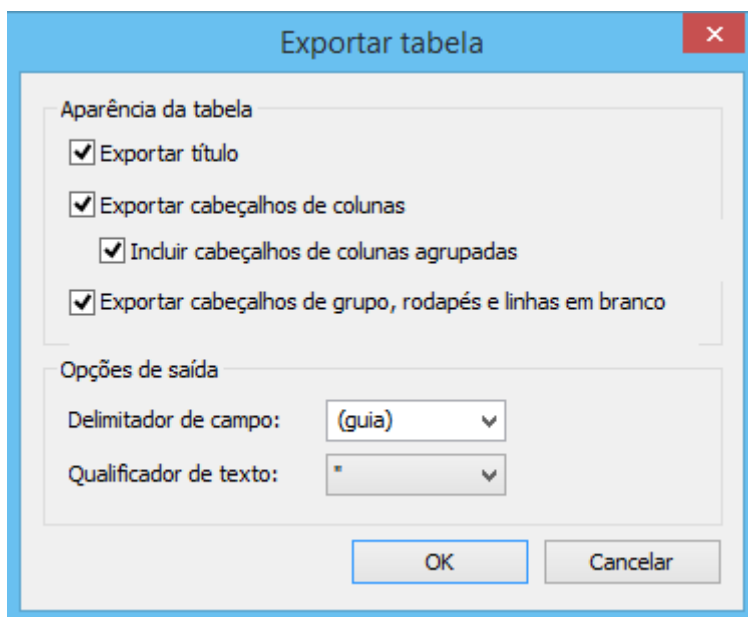 Exportar tabela
Aparência da tabela
Exportar título
Exportar cabeçalhos de colunas
Incluir cabeçalhos de colunas agrupadas
Exportar cabeçalhos de grupo, rodapés e linhas em branco
Opções de saída
Delimitador de campo: (guia)
Qualificador de texto: "
OK Cancelar